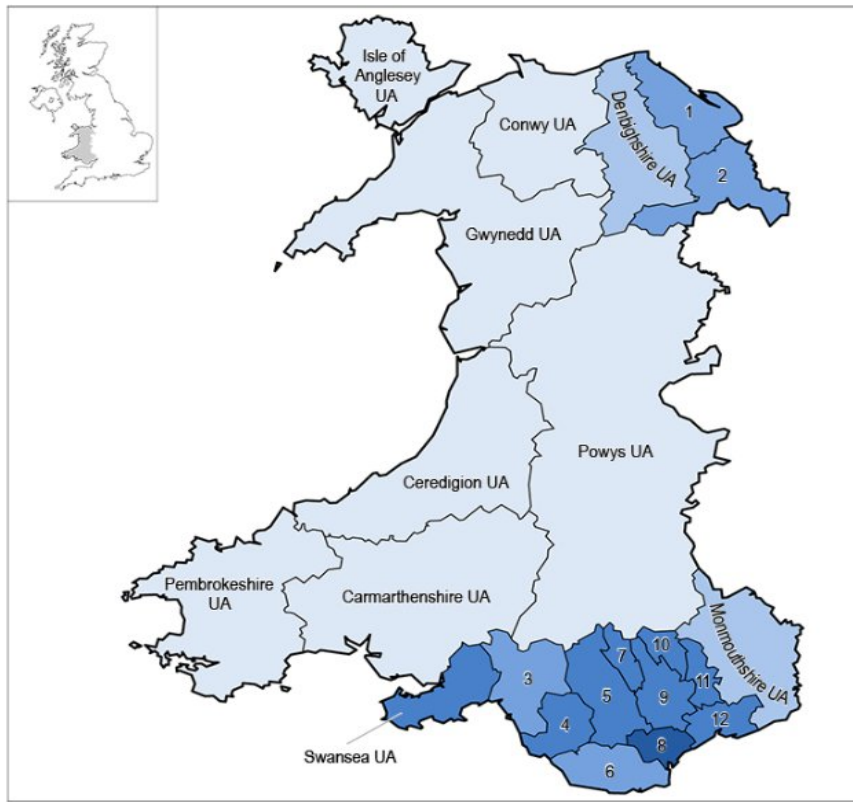 Isle of
Anglesey
UA
Conwy UA
Denbighshire UA
1
2
Gwynedd UA
Powys UA
Ceredigion UA
Pembrokeshire
UA
Carmarthenshire UA
Monmouthshire UA
3
7
10
11
5
9
4
12
8
6
Swansea UA